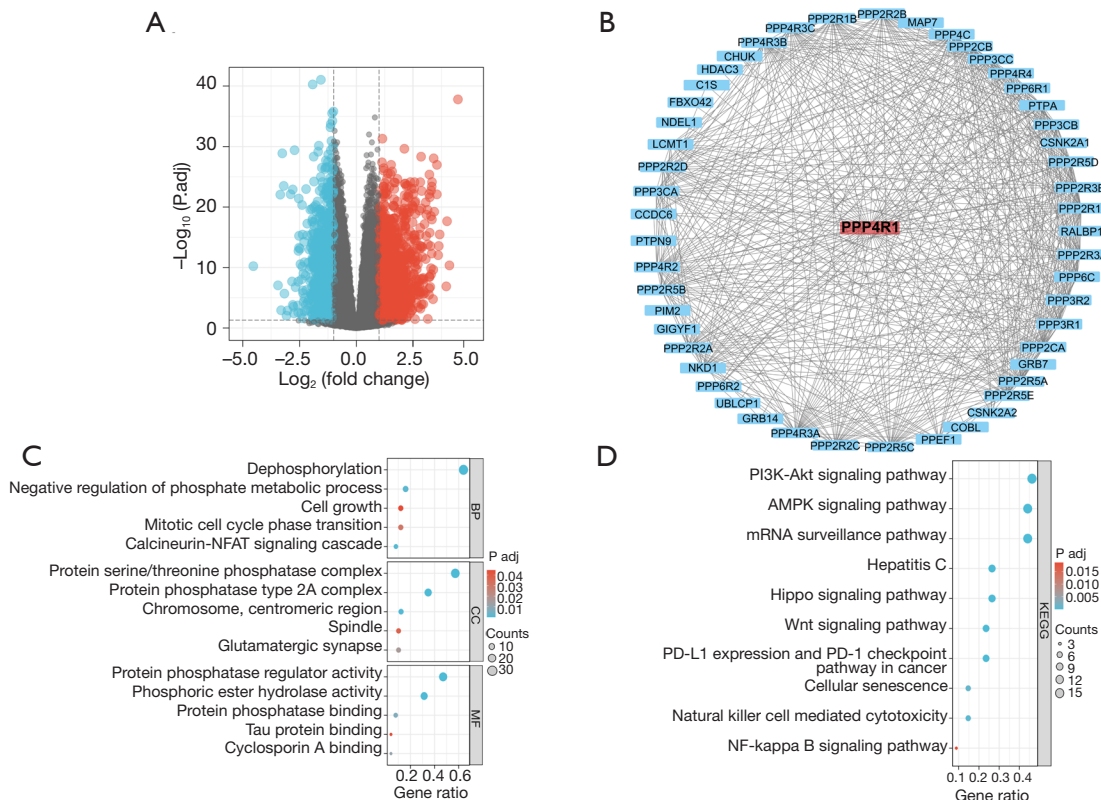 A
40
30
20
10
0
−Log10 (P.adj)
−5.0
−2.5
0.0
2.5
5.0
Log2 (fold change)
B
PPP2R2B
PPP2R1B
MAP7
PPP4R3C
PPP4C
PPP4R3B
PPP2CB
CHUK
PPP3CC
HDAC3
PPP4R4
C1S
PPP6R1
FBXO42
PTPA
NDEL1
PPP3CB
LCMT1
CSNK2A1
PPP2R2D
PPP2R5D
PPP3CA
CCDC6
PPP4R1
RALBP1
PTPN9
PPP4R2
PPP6C
PPP2R5B
PPP3R2
PIM2
PPP3R1
GIGYF1
PPP2CA
PPP2R2A
GRB7
NKD1
PPP2R5A
PPP6R2
PPP2R5E
UBLCP1
CSNK2A2
GRB14
COBL
PPP4R3A
PPEF1
PPP2R2C
PPP2R5C
C
Dephosphorylation
Negative regulation of phosphate metabolic process
Cell growth
Mitotic cell cycle phase transition
Calcineurin-NFAT signaling cascade
BP
Protein serine/threonine phosphatase complex
Protein phosphatase type 2A complex
Chromosome, centromeric region
Spindle
Glutamatergic synapse
CC
Protein phosphatase regulator activity
Phosphoric ester hydrolase activity
Protein phosphatase binding
Tau protein binding
Cyclosporin A binding
MF
0.2 0.4 0.6
Gene ratio
P adj
0.04
0.03
0.02
0.01
Counts
10
20
30
D
PI3K-Akt signaling pathway
AMPK signaling pathway
mRNA surveillance pathway
Hepatitis C
Hippo signaling pathway
Wnt signaling pathway
PD-L1 expression and PD-1 checkpoint
pathway in cancer
Cellular senescence
Natural killer cell mediated cytotoxicity
NF-kappa B signaling pathway
KEGG
0.1 0.2 0.3 0.4
Gene ratio
P adj
0.015
0.010
0.005
Counts
3
6
9
12
15